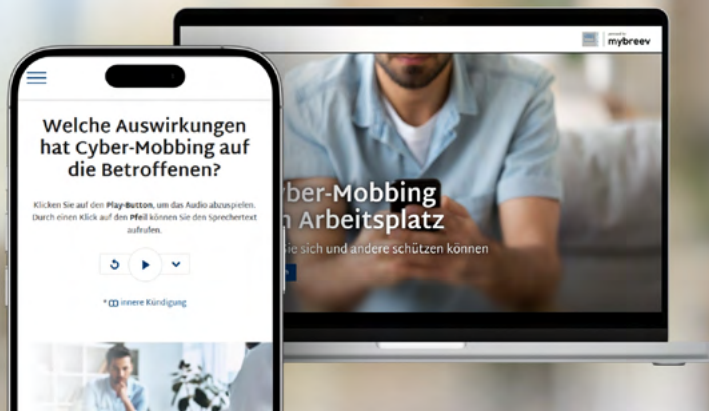 mybreev
Welche Auswirkungen
hat Cyber-Mobbing auf
die Betroffenen?
Klicken Sie auf den Play-Button, um das Audio abzuspielen.
Durch einen Klick auf den Pfeil können Sie den Sprechertext
aufrufen.
* innere Kündigung
ber-Mobbing
Arbeitsplatz
sie sich und andere schützen können